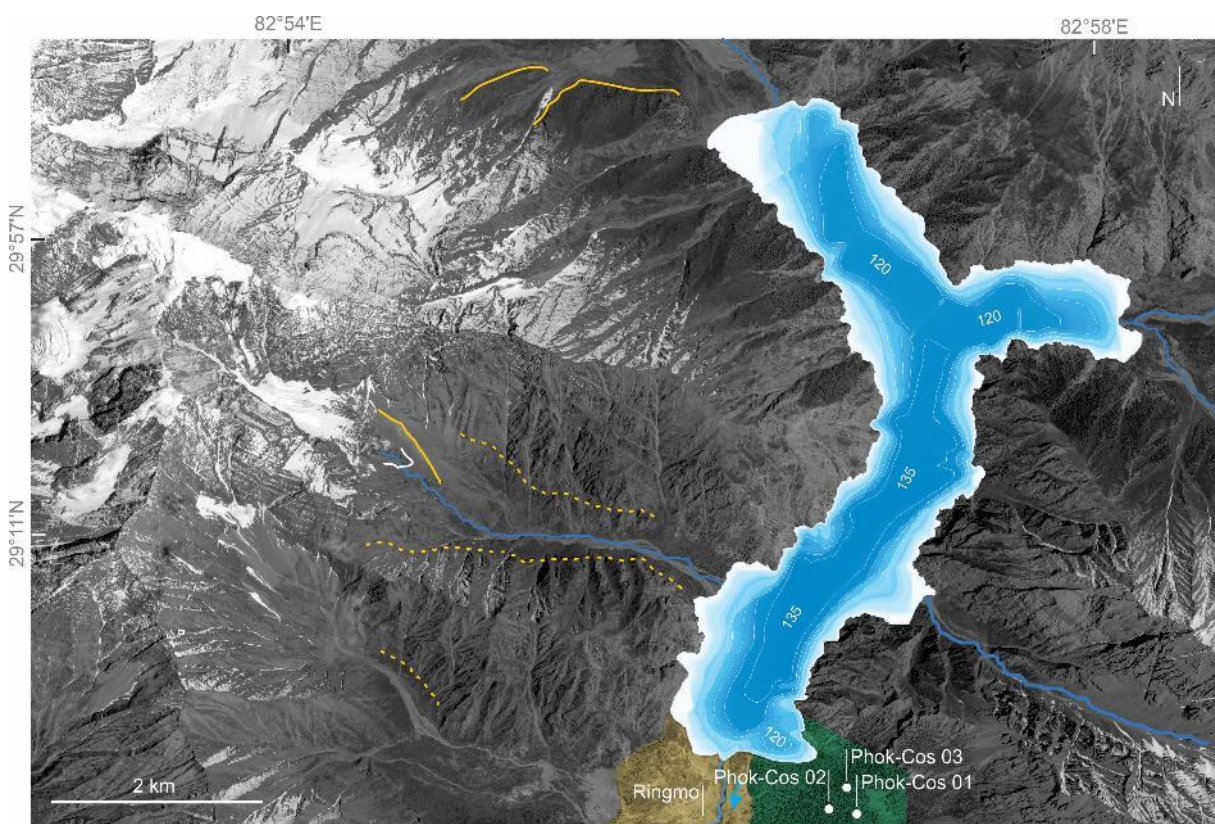 82°54'E
82°58'E
N
29°57'N
120
120
135
29°11'N
135
120
Phok-Cos 03
Phok-Cos 02
Phok-Cos 01
2 km
Ringmo